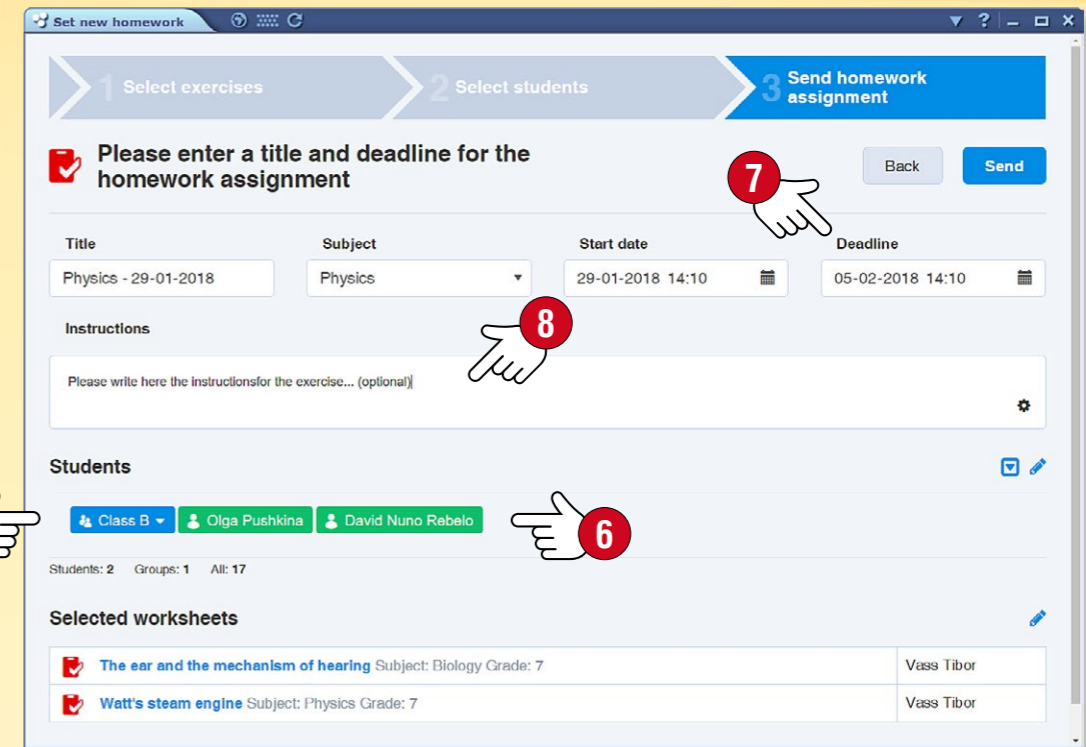 Set new homework
1 Select exercises 2 Select students 3 Send homework
assignment
Please enter a title and deadline for the
homework assignment
7
Back Send
Title Subject Start date Deadline
Physics - 29-01-2018 Physics 29-01-2018 14:10 05-02-2018 14:10
8
Instructions
Please write here the instructionsfor the exercise... (optional)
Students
Class B Olga Pushkina David Nuno Rebelo
6
Students: 2 Groups: 1 All: 17
Selected worksheets
The ear and the mechanism of hearing Subject: Biology Grade: 7 Vass Tibor
Watt's steam engine Subject: Physics Grade: 7 Vass Tibor